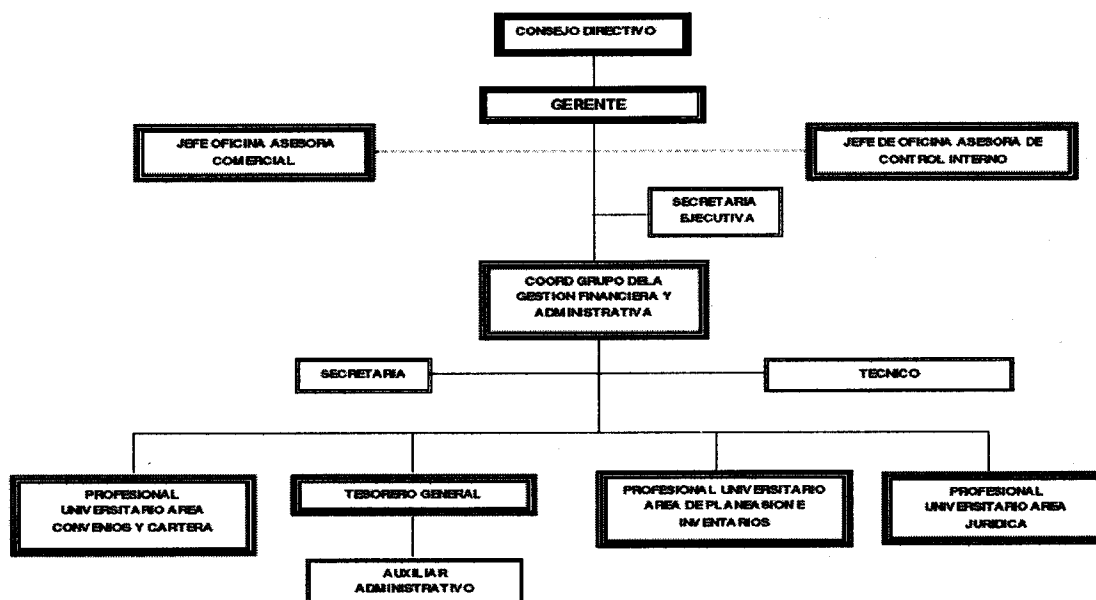 CONSEJO DIRECTIVO
GERENTE
JEFE OFICINA ASESORA
COMERCIAL
JEFE DE OFICINA ASESORA DE
CONTROL INTERNO
SECRETARIA
EJECUTIVA
COORD GRUPO DELA
GESTION FINANCIERA Y
ADMINISTRATIVA
SECRETARIA
TECNICO
PROFESIONAL
UNIVERSITARIO AREA
CONVENIOS Y CARTERA
TESORERO GENERAL
PROFESIONAL UNIVERSITARIO
AREA DE PLANEASION E
INVENTARIOS
PROFESIONAL
UNIVERSITARIO AREA
JURIDICA
AUXILIAR
ADMINISTRATIVO